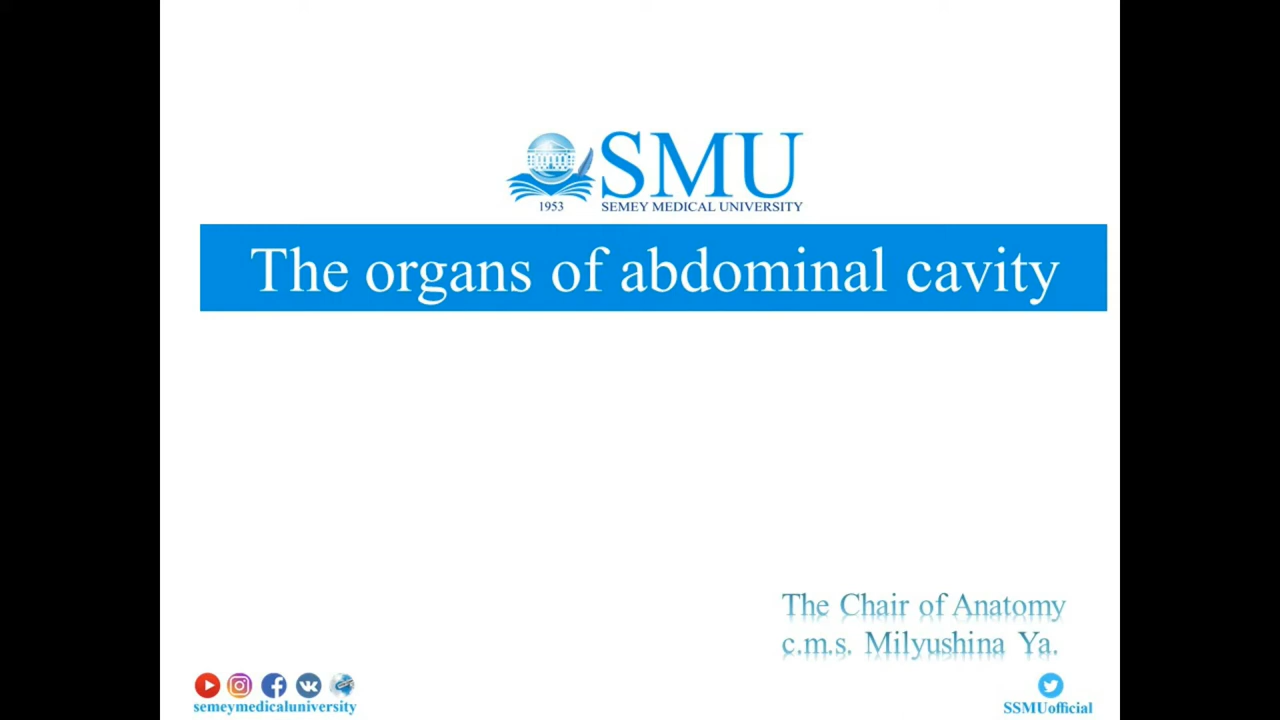 SMU
1953
SEMEY MEDICAL UNIVERSITY
The organs of abdominal cavity
The Chair of Anatomy
c.m.s. Milyushina Ya.
semeymedicaluniversity
SSMUofficial